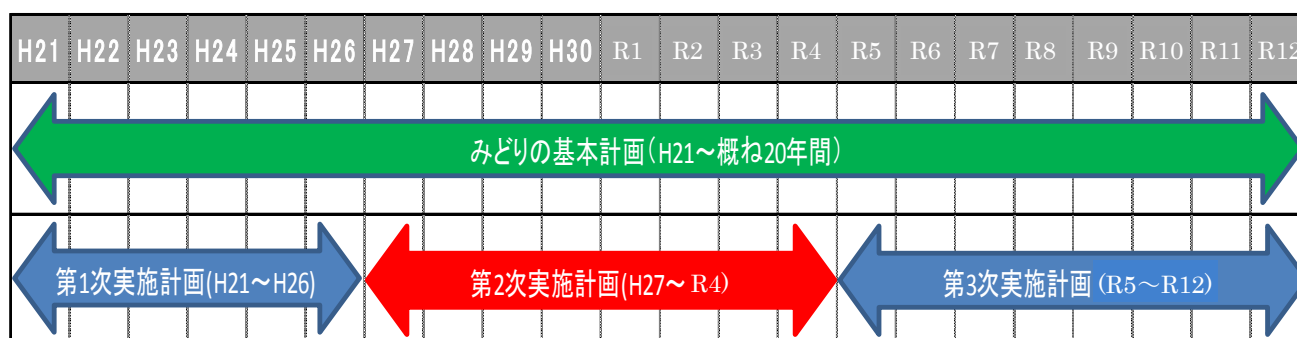 H21 H22 H23 H24 H25 H26 H27 H28 H29 H30 R1 R2 R3 R4 R5 R6 R7 R8 R9 R10 R11 R12
みどりの基本計画(H21～概ね20年間)
第1次実施計画(H21～H26) 第2次実施計画(H27～R4) 第3次実施計画(R5～R12)